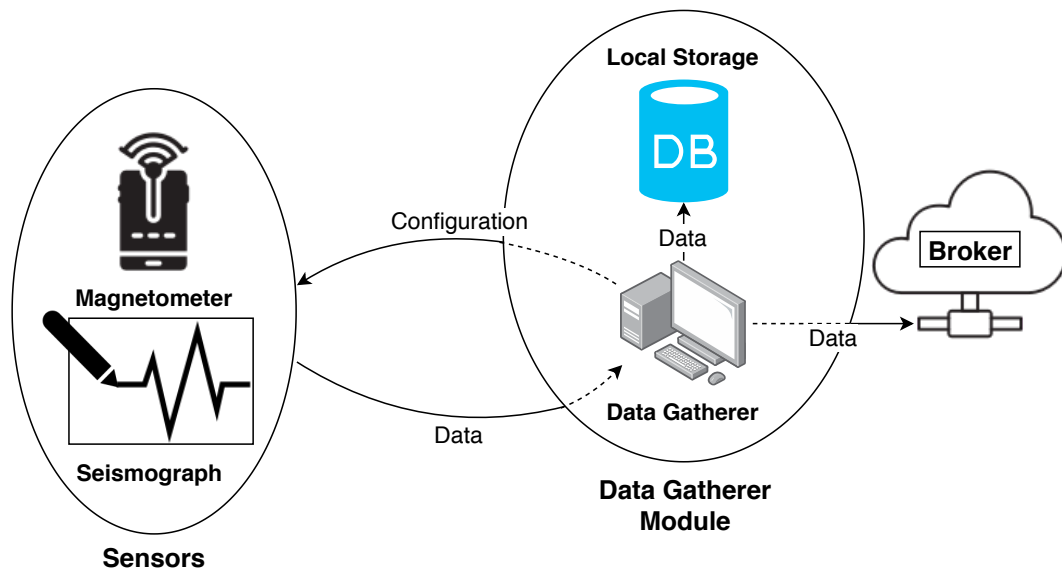 Local Storage
DB
Configuration
Data
Broker
Magnetometer
Data
Data Gatherer
Data
Seismograph
Data Gatherer
Module
Sensors